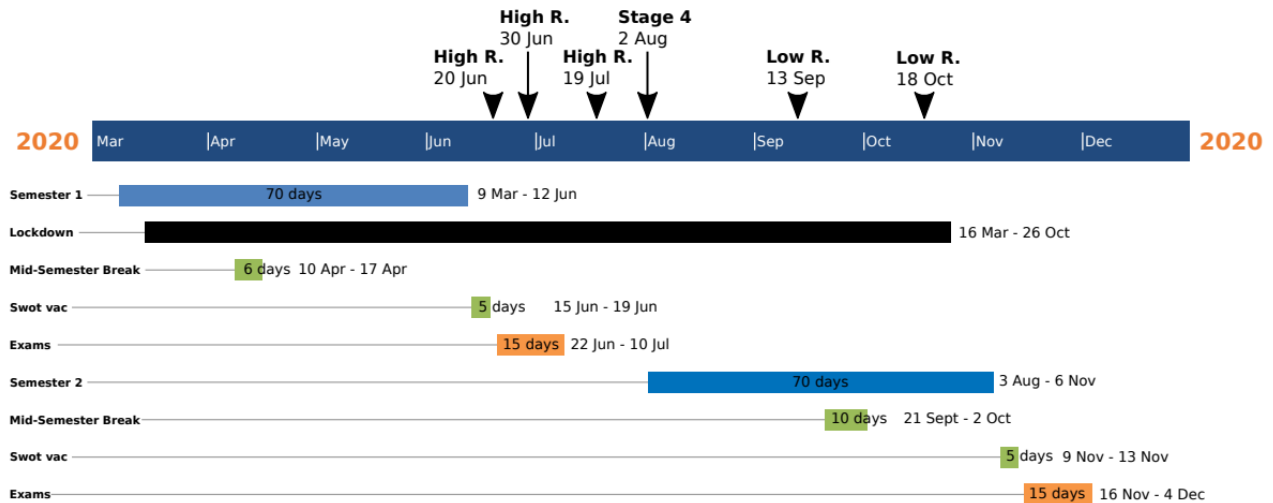 High R.
30 Jun
Stage 4
2 Aug
High R.
20 Jun
High R.
19 Jul
Low R.
13 Sep
Low R.
18 Oct
2020 Mar |Apr |May |Jun |Jul |Aug |Sep |Oct |Nov |Dec 2020
Semester 1 70 days 9 Mar - 12 Jun
Lockdown 16 Mar - 26 Oct
Mid-Semester Break 6 days 10 Apr - 17 Apr
Swot vac 5 days 15 Jun - 19 Jun
Exams 15 days 22 Jun - 10 Jul
Semester 2 70 days 3 Aug - 6 Nov
Mid-Semester Break 10 days 21 Sept - 2 Oct
Swot vac 5 days 9 Nov - 13 Nov
Exams 15 days 16 Nov - 4 Dec